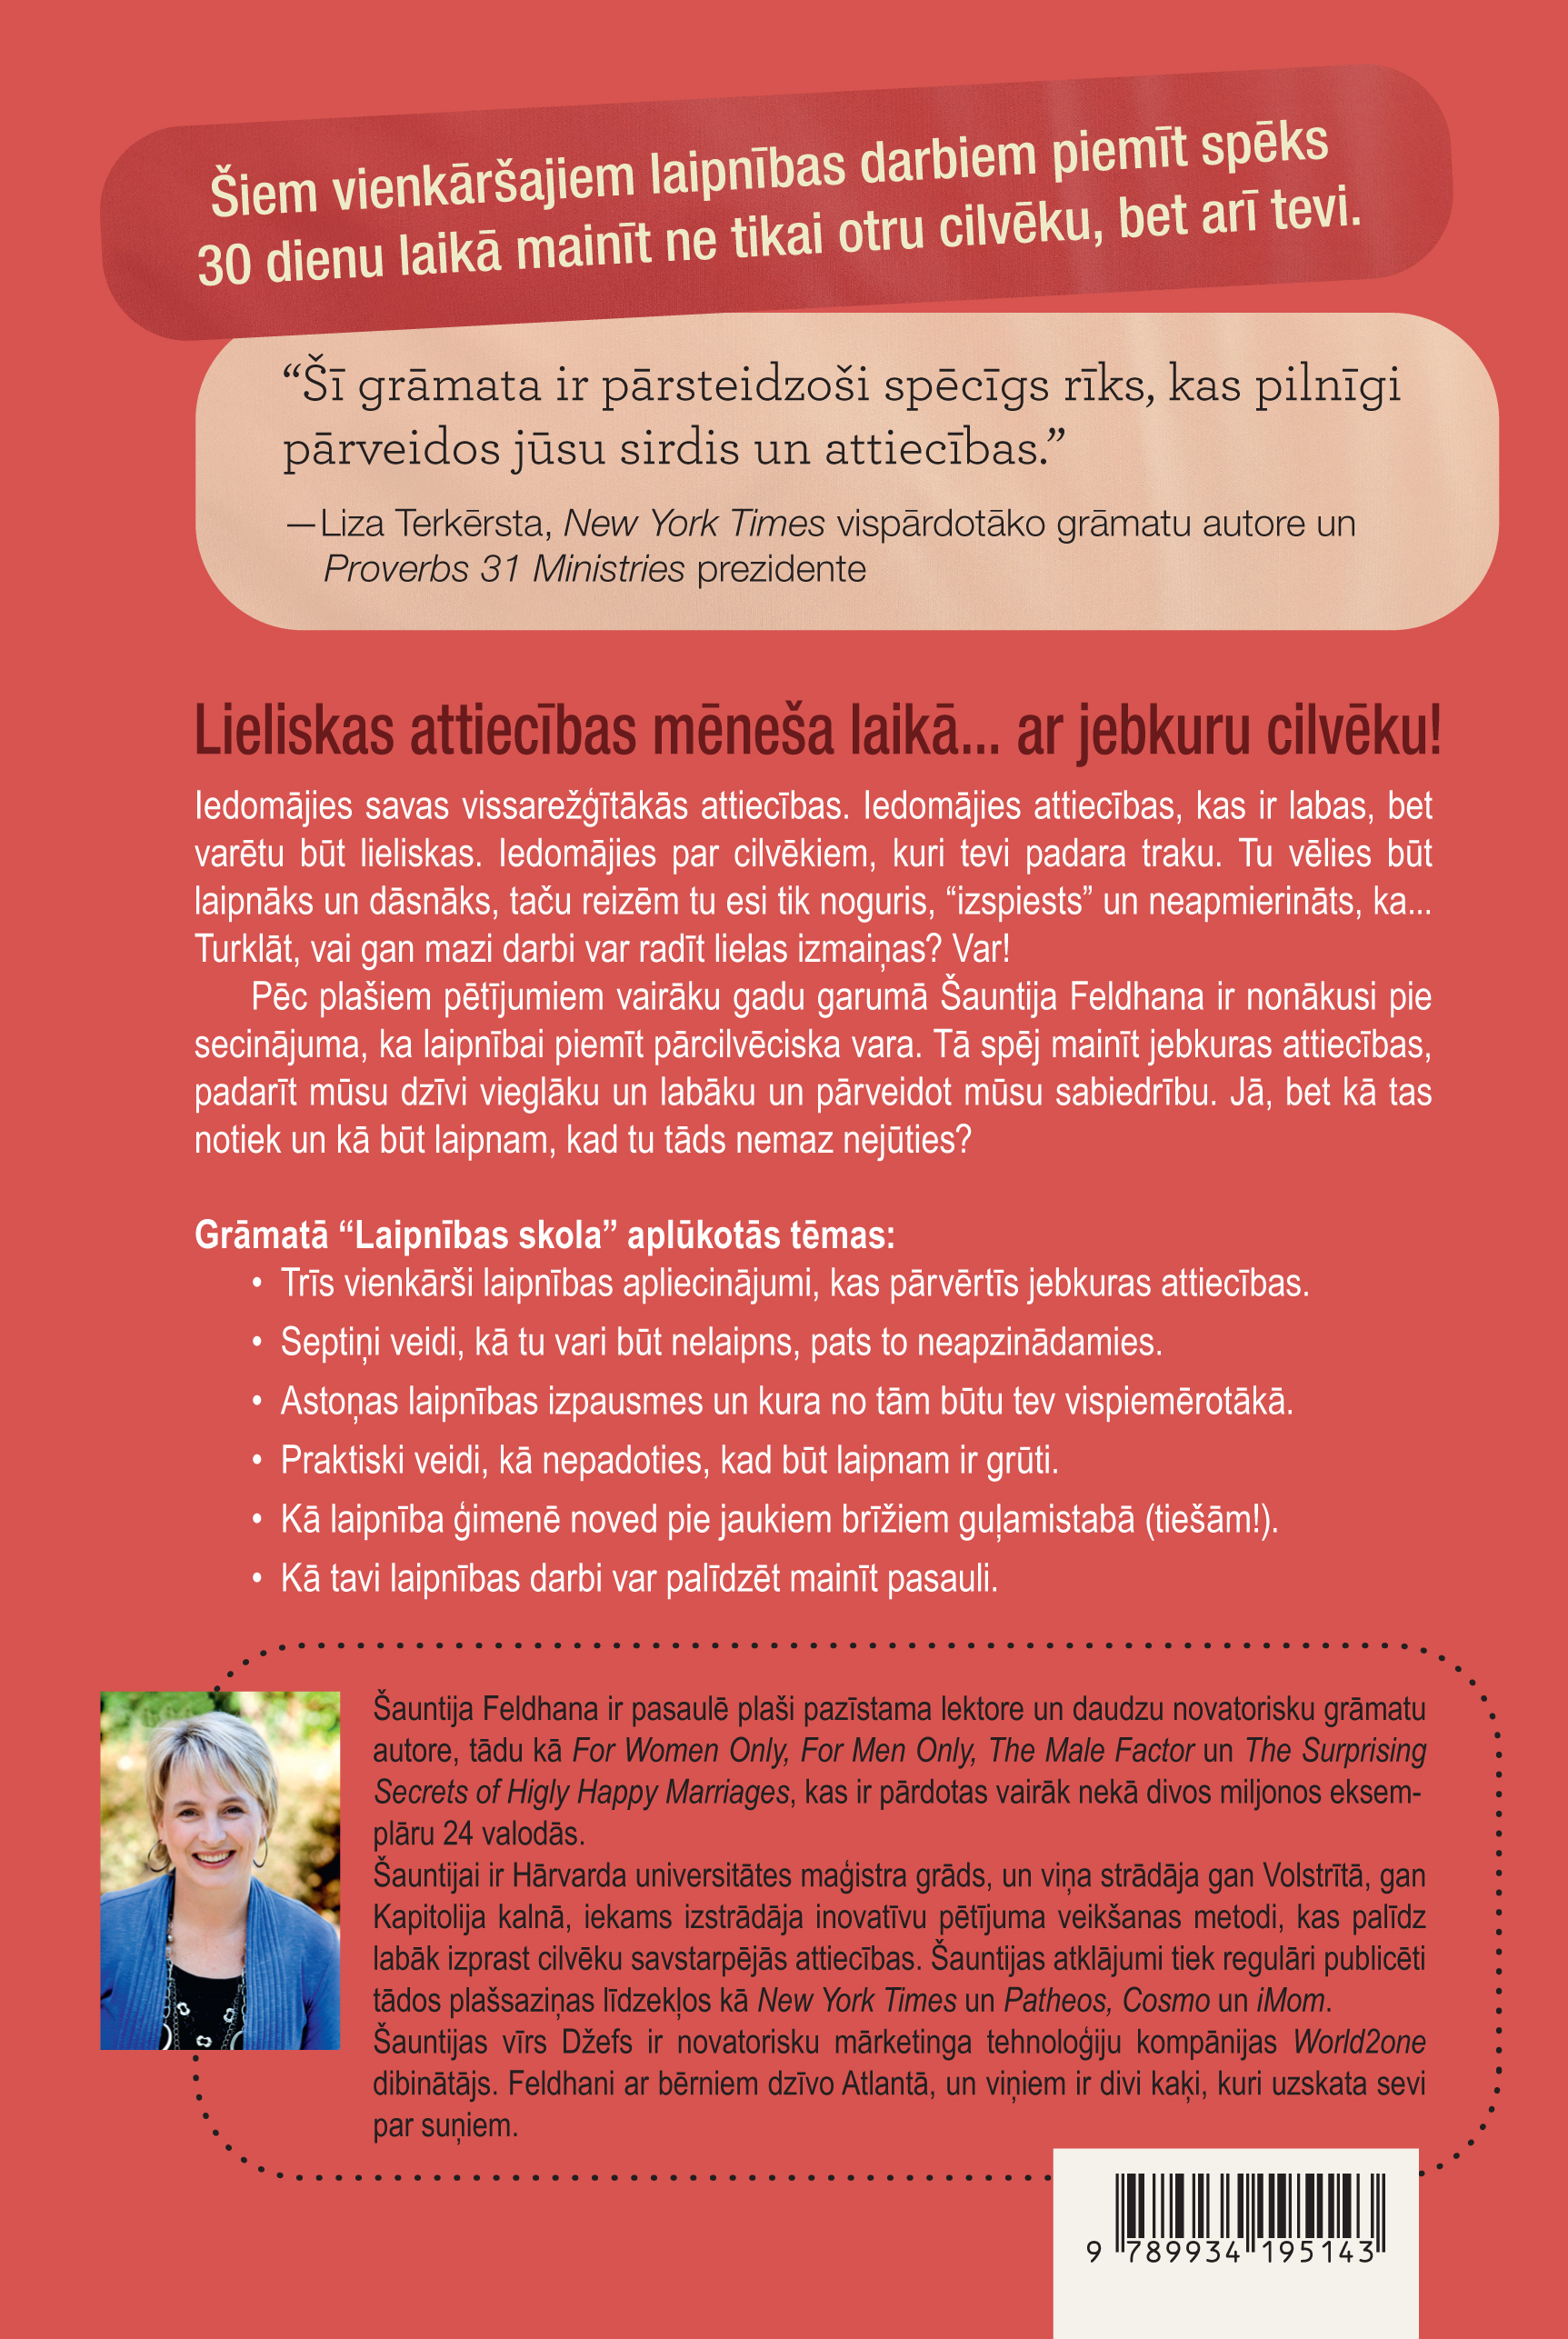 Šiem vienkāršajiem laipnības darbiem piemīt spēks
30 dienu laikā mainīt ne tikai otru cilvēku, bet arī tevi.
“Šī grāmata ir pārsteidzoši spēcīgs rīks, kas pilnīgi
pārveidos jūsu sirdis un attiecības.”
—Liza Terkērsta, New York Times vispārdotāko grāmatu autore un
Proverbs 31 Ministries prezidente
Lieliskas attiecības mēneša laikā... ar jebkuru cilvēku!
Iedomājies savas vissarežģītākās attiecības. Iedomājies attiecības, kas ir labas, bet
varētu būt lieliskas. Iedomājies par cilvēkiem, kuri tevi padara traku. Tu vēlies būt
laipnāks un dāsnāks, taču reizēm tu esi tik noguris, “izspiests” un neapmierināts, ka...
Turklāt, vai gan mazi darbi var radīt lielas izmaiņas? Var!
Pēc plašiem pētījumiem vairāku gadu garumā Šauntija Feldhana ir nonākusi pie
secinājuma, ka laipnībai piemīt pārcilvēciska vara. Tā spēj mainīt jebkuras attiecības,
padarīt mūsu dzīvi vieglāku un labāku un pārveidot mūsu sabiedrību. Jā, bet kā tas
notiek un kā būt laipnam, kad tu tāds nemaz nejūties?
Grāmatā “Laipnības skola” aplūkotās tēmas:
• Trīs vienkārši laipnības apliecinājumi, kas pārvērtīs jebkuras attiecības.
• Septiņi veidi, kā tu vari būt nelaipns, pats to neapzinādamies.
• Astoņas laipnības izpausmes un kura no tām būtu tev vispiemērotākā.
• Praktiski veidi, kā nepadoties, kad būt laipnam ir grūti.
• Kā laipnība ģimenē noved pie jaukiem brīžiem guļamistabā (tiešām!).
• Kā tavi laipnības darbi var palīdzēt mainīt pasauli.
Šauntija Feldhana ir pasaulē plaši pazīstama lektore un daudzu novatorisku grāmatu
autore, tādu kā For Women Only, For Men Only, The Male Factor un The Surprising
Secrets of Higly Happy Marriages, kas ir pārdotas vairāk nekā divos miljonos eksem-
plāru 24 valodās.
Šauntijai ir Hārvarda universitātes maģistra grāds, un viņa strādāja gan Volstrītā, gan
Kapitolija kalnā, iekams izstrādāja inovatīvu pētījuma veikšanas metodi, kas palīdz
labāk izprast cilvēku savstarpējās attiecības. Šauntijas atklājumi tiek regulāri publicēti
tādos plašsaziņas līdzekļos kā New York Times un Patheos, Cosmo un iMom.
Šauntijas vīrs Džefs ir novatorisku mārketinga tehnoloģiju kompānijas World2one
dibinātājs. Feldhani ar bērniem dzīvo Atlantā, un viņiem ir divi kaķi, kuri uzskata sevi
par suņiem.
9 789934 195143